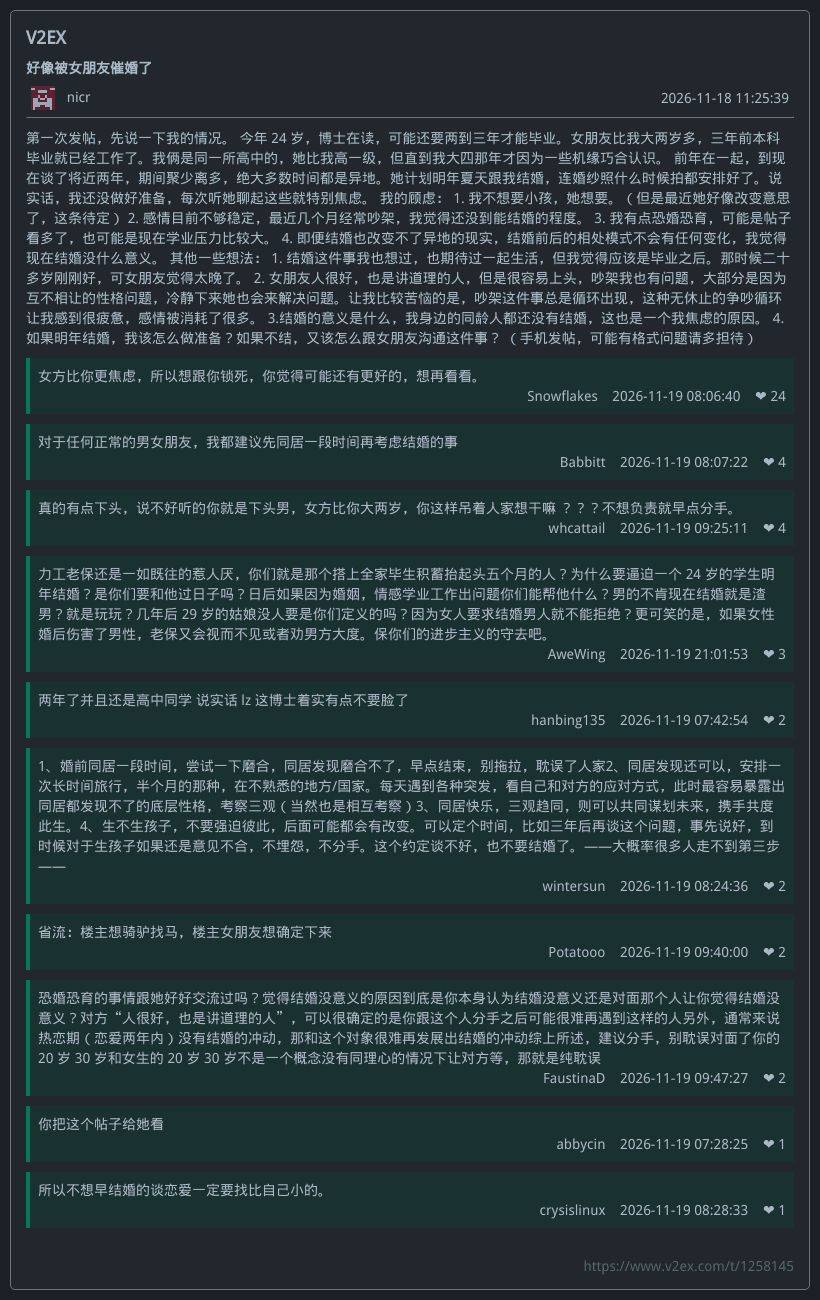 V2EX
好像被女朋友催婚了
nicr
2026-11-18 11:25:39
第一次发帖，先说一下我的情况。 今年 24 岁，博士在读，可能还要两到三年才能毕业。女朋友比我大两岁多，三年前本科
毕业就已经工作了。我俩是同一所高中的，她比我高一级，但直到我大四那年才因为一些机缘巧合认识。 前年在一起，到现
在谈了将近两年，期间聚少离多，绝大多数时间都是异地。她计划明年夏天跟我结婚，连婚纱照什么时候拍都安排好了。说
实话，我还没做好准备，每次听她聊起这些就特别焦虑。 我的顾虑: 1. 我不想要小孩，她想要。（但是最近她好像改变意思
了，这条待定）2. 感情目前不够稳定，最近几个月经常吵架，我觉得还没到能结婚的程度。 3. 我有点恐婚恐育，可能是帖子
看多了，也可能是现在学业压力比较大。 4. 即便结婚也改变不了异地的现实，结婚前后的相处模式不会有任何变化，我觉得
现在结婚没什么意义。 其他一些想法: 1. 结婚这件事我也想过，也期待过一起生活，但我觉得应该是毕业之后。那时候二十
多岁刚刚好，可女朋友觉得太晚了。 2. 女朋友人很好，也是讲道理的人，但是很容易上头，吵架我也有问题，大部分是因为
互不相让的性格问题，冷静下来她也会来解决问题。让我比较苦恼的是，吵架这件事总是循环出现，这种无休止的争吵循环
让我感到很疲惫，感情被消耗了很多。 3.结婚的意义是什么，我身边的同龄人都还没有结婚，这也是一个我焦虑的原因。 4.
如果明年结婚，我该怎么做准备？如果不结，又该怎么跟女朋友沟通这件事？ （手机发帖，可能有格式问题请多担待）
女方比你更焦虑，所以想跟你锁死，你觉得可能还有更好的，想再看看。
Snowflakes 2026-11-19 08:06:40 ❤ 24
对于任何正常的男女朋友，我都建议先同居一段时间再考虑结婚的事
Babbitt 2026-11-19 08:07:22 ❤ 4
真的有点下头，说不好听的你就是下头男，女方比你大两岁，你这样吊着人家想干嘛 ？？？不想负责就早点分手。
whcattail 2026-11-19 09:25:11 ❤ 4
力工老保还是一如既往的惹人厌，你们就是那个搭上全家毕生积蓄抬起头五个月的人？为什么要逼迫一个 24 岁的学生明
年结婚？是你们要和他过日子吗？日后如果因为婚姻，情感学业工作出问题你们能帮他什么？男的不肯现在结婚就是渣
男？就是玩玩？几年后 29 岁的姑娘没人要是你们定义的吗？因为女人要求结婚男人就不能拒绝？更可笑的是，如果女性
婚后伤害了男性，老保又会视而不见或者劝男方大度。保你们的进步主义的守去吧。
AweWing 2026-11-19 21:01:53 ❤ 3
两年了并且还是高中同学 说实话 lz 这博士着实有点不要脸了
hanbing135 2026-11-19 07:42:54 ❤ 2
1、婚前同居一段时间，尝试一下磨合，同居发现磨合不了，早点结束，别拖拉，耽误了人家2、同居发现还可以，安排一
次长时间旅行，半个月的那种，在不熟悉的地方/国家。每天遇到各种突发，看自己和对方的应对方式，此时最容易暴露出
同居都发现不了的底层性格，考察三观（当然也是相互考察）3、同居快乐，三观趋同，则可以共同谋划未来，携手共度
此生。4、生不生孩子，不要强迫彼此，后面可能都会有改变。可以定个时间，比如三年后再谈这个问题，事先说好，到
时候对于生孩子如果还是意见不合，不埋怨，不分手。这个约定谈不好，也不要结婚了。——大概率很多人走不到第三步
——
wintersun 2026-11-19 08:24:36 ❤ 2
省流：楼主想骑驴找马，楼主女朋友想确定下来
Potatooo 2026-11-19 09:40:00 ❤ 2
恐婚恐育的事情跟她好好交流过吗？觉得结婚没意义的原因到底是你本身认为结婚没意义还是对面那个人让你觉得结婚没
意义？对方“人很好，也是讲道理的人”，可以很确定的是你跟这个人分手之后可能很难再遇到这样的人另外，通常来说
热恋期（恋爱两年内）没有结婚的冲动，那和这个对象很难再发展出结婚的冲动综上所述，建议分手，别耽误对面了你的
20 岁 30 岁和女生的 20 岁 30 岁不是一个概念没有同理心的情况下让对方等，那就是纯耽误
FaustinaD 2026-11-19 09:47:27 ❤ 2
你把这个帖子给她看
abbycin 2026-11-19 07:28:25 ❤ 1
所以不想早结婚的谈恋爱一定要找比自己小的。
crysislinux 2026-11-19 08:28:33 ❤ 1
https://www.v2ex.com/t/1258145